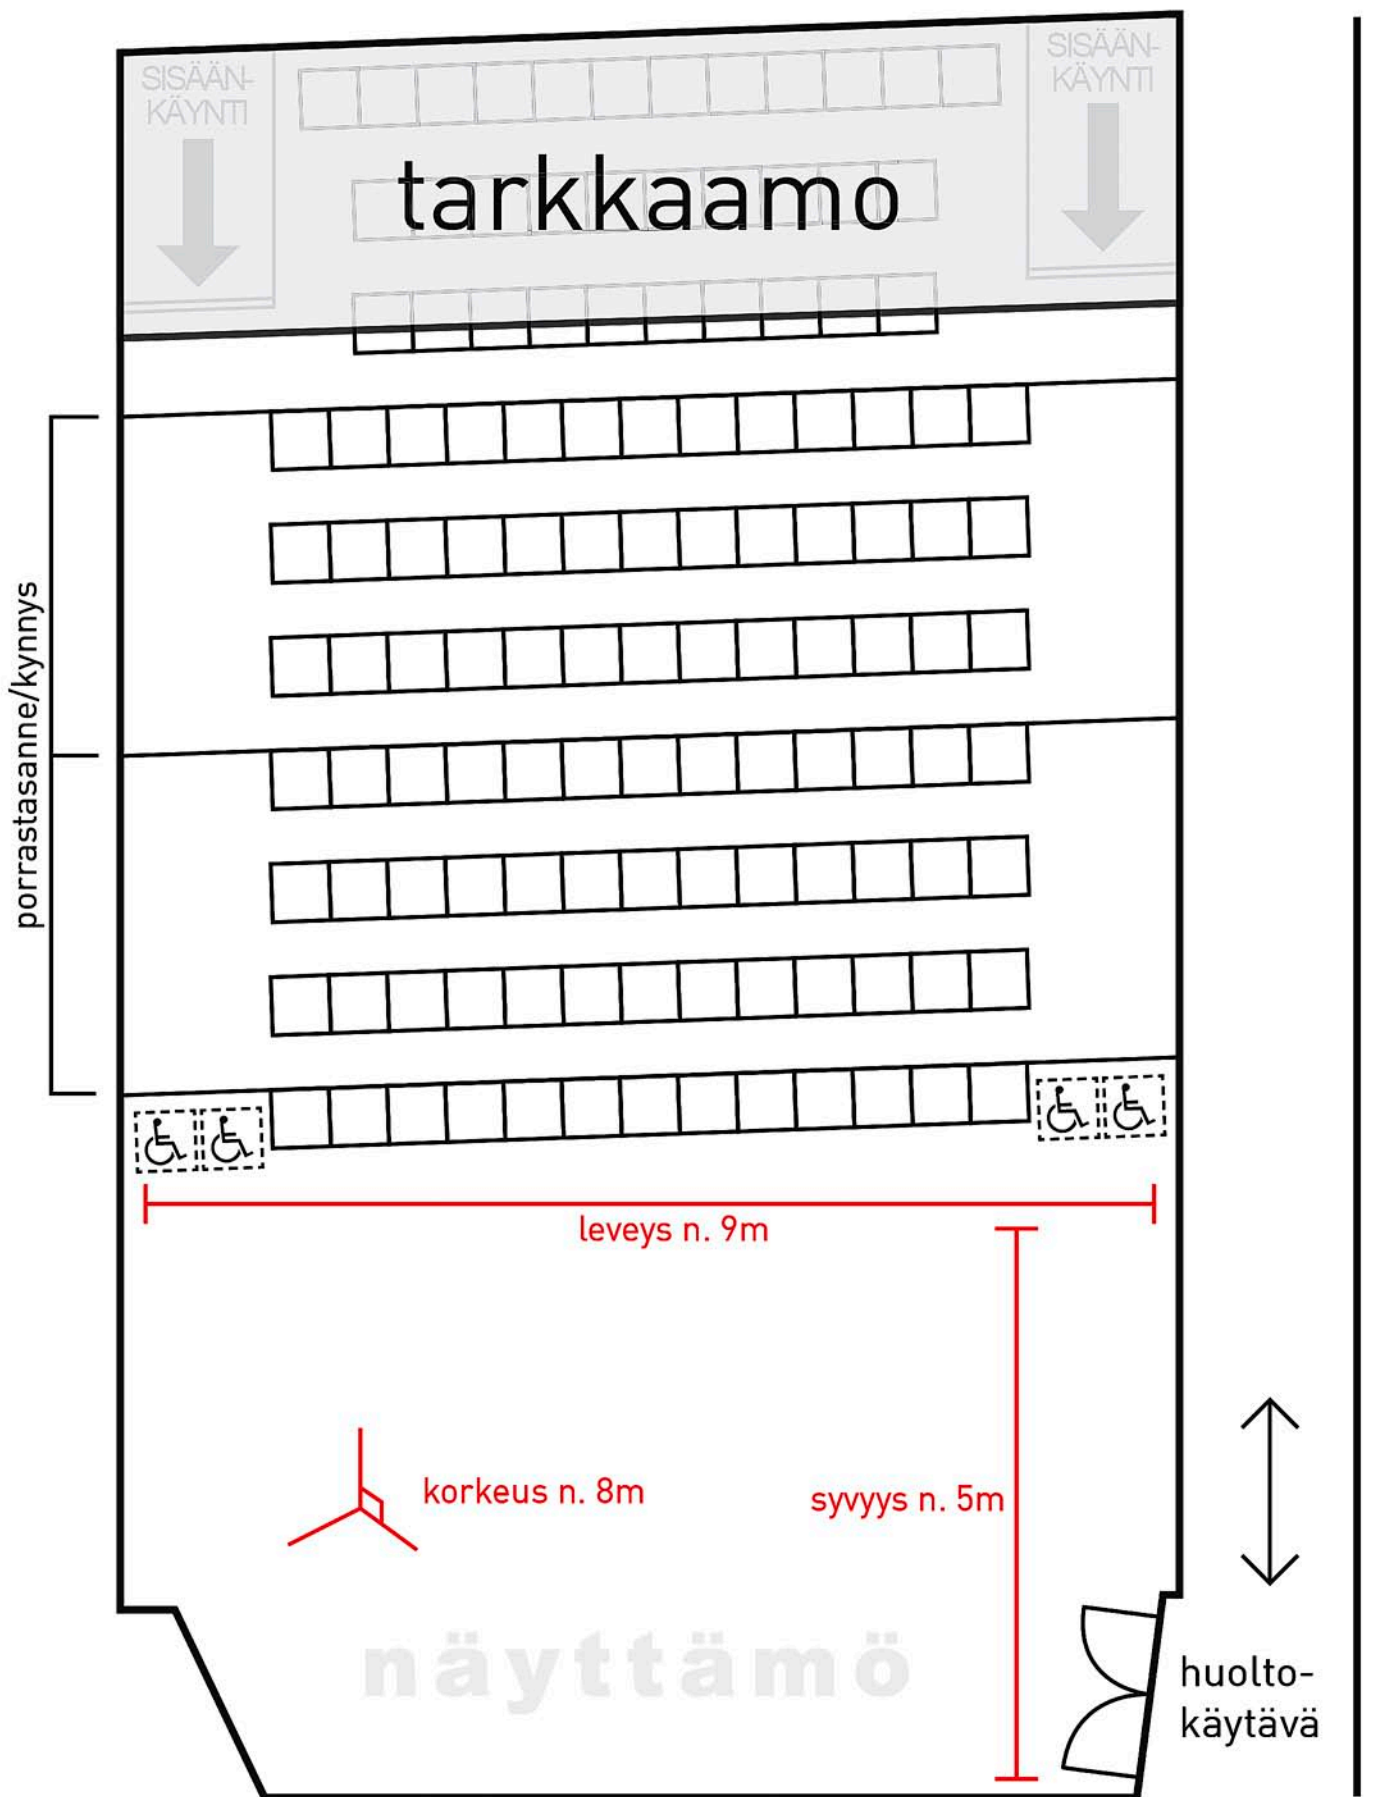 SISÄÄN-
KÄYNTI
SISÄÄN-
KÄYNTI
tarkkaamo
porrastasanne/kynnys
leveys n. 9m
korkeus n. 8m
syvyys n. 5m
näyttämö
huolto-
käytävä